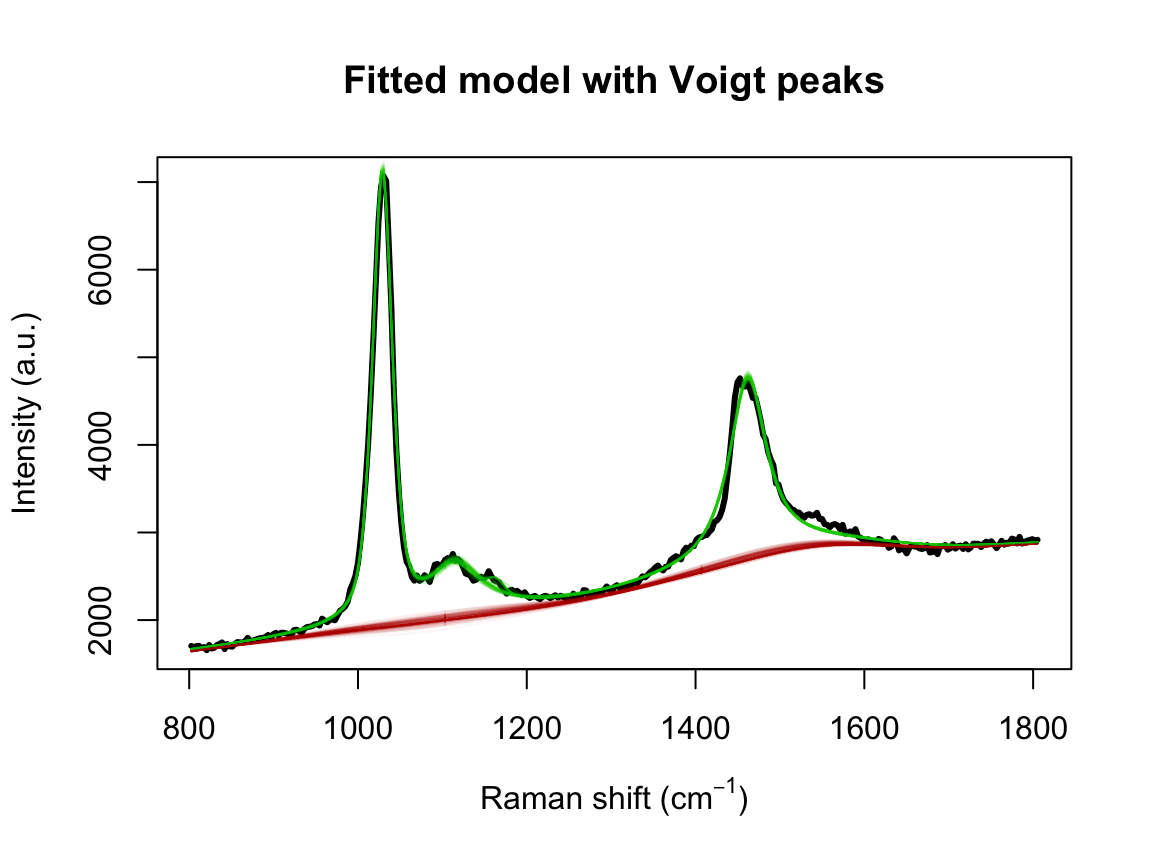 Fitted model with Voigt peaks
Intensity (a.u.)
6000
4000
2000
800 1000 1200 1400 1600 1800
Raman shift (cm⁻¹)